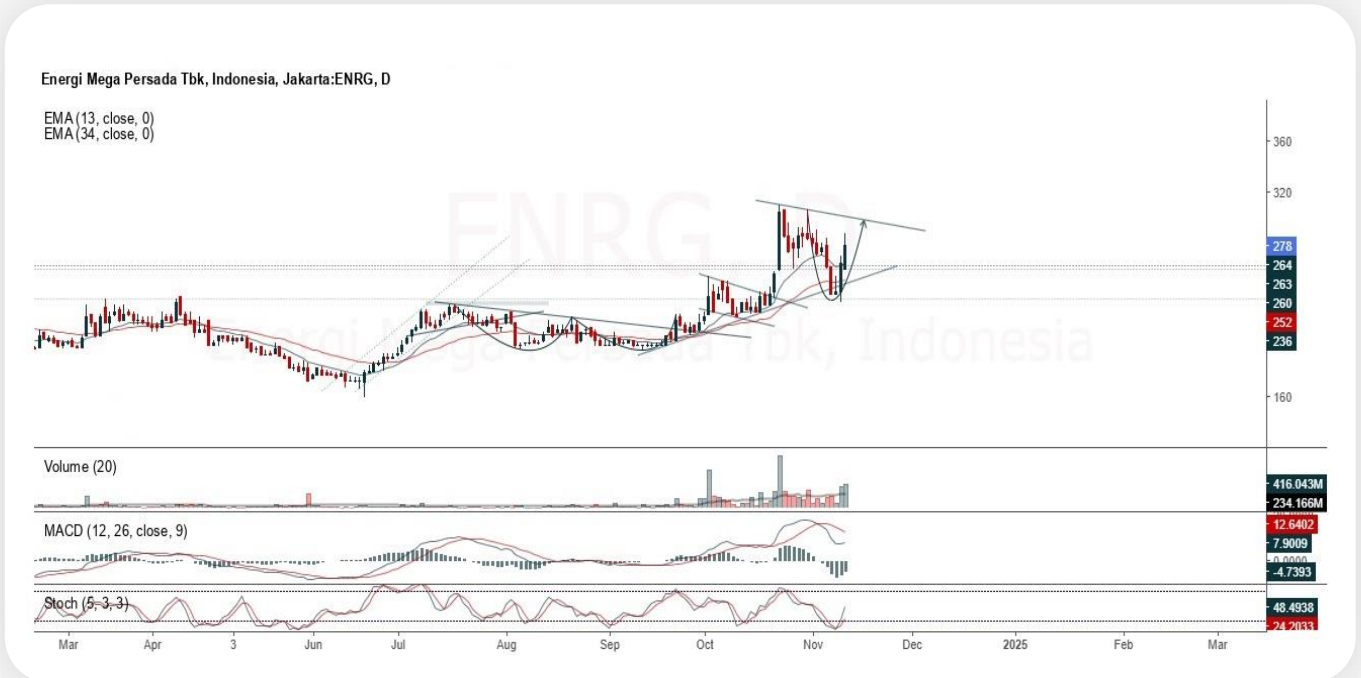 Energi Mega Persada Tbk, Indonesia, Jakarta:ENRG, D
EMA (13, close, 0)
EMA (34, close, 0)
360
320
ENRG, D
278
264
263
260
252
236
Energi Mega Persada Tbk, Indonesia
160
Volume (20)
416.043M
234.166M
MACD (12, 26, close, 9)
12.6402
7.9009
0.0000
-4.7393
Stoch (5, 3, 3)
48.4938
24.2033
Mar Apr 3 Jun Jul Aug Sep Oct Nov Dec 2025 Feb Mar